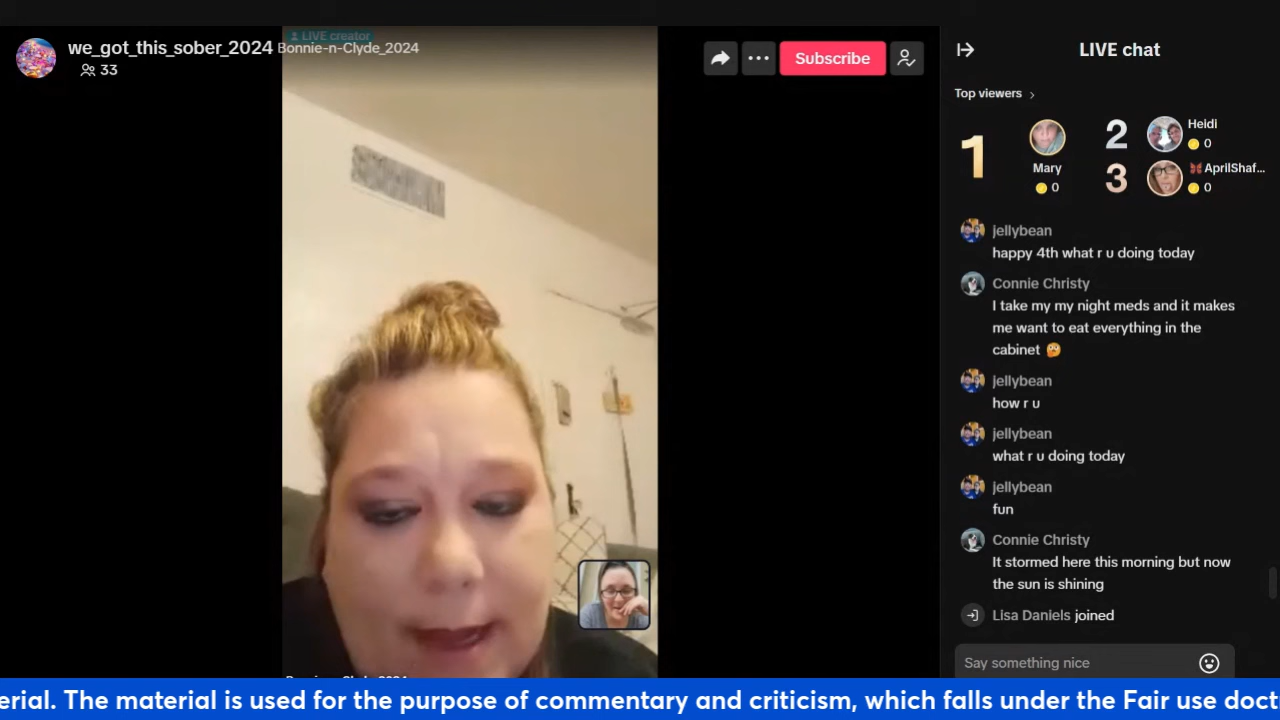 LIVE creator
we_got_this_sober_2024 Bonnie-n-Clyde_2024
33
Subscribe
LIVE chat
Top viewers >
1
Mary
0
2
Heidi
0
3
AprilShaf...
0
jellybean
happy 4th what r u doing today
Connie Christy
I take my my night meds and it makes
me want to eat everything in the
cabinet 🤔
jellybean
how r u
jellybean
what r u doing today
jellybean
fun
Connie Christy
It stormed here this morning but now
the sun is shining
Lisa Daniels joined
Say something nice
erial. The material is used for the purpose of commentary and criticism, which falls under the Fair use doct